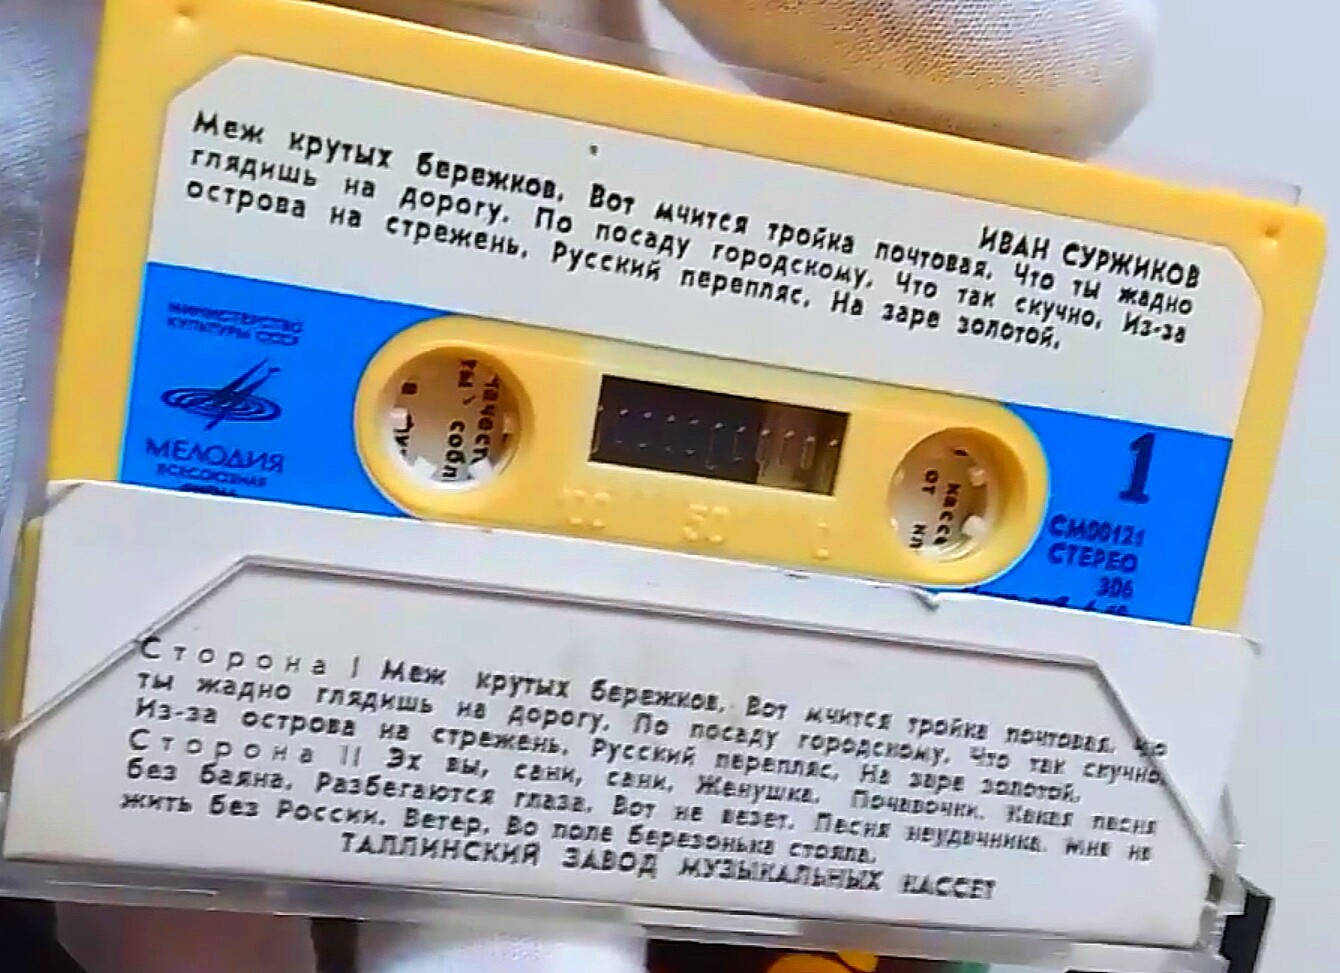 ИВАН СУРЖИКОВ
Меж крутых бережков. Вот мчится тройка почтовая. Что ты жадно
глядишь на дорогу. По посаду городскому. Что так скучно. Из-за
острова на стрежень. Русский перепляс. На заре золотой.
МИНИСТЕРСТВО
КУЛЬТУРЫ СССР
МЕЛОДИЯ
ВСЕСОЮЗНАЯ
1
СМ00121
СТЕРЕО
306
Сторона I Меж крутых бережков. Вот мчится тройка почтовая. Что
ты жадно глядишь на дорогу. По посаду городскому. Что так скучно.
Из-за острова на стрежень. Русский перепляс. На заре золотой.
Сторона II Эх вы, сани, сани. Женушка. Почавочки. Какая песня
без баяна. Разбегаются глаза. Вот не везет. Песня неудачника. Мне не
жить без России. Ветер. Во поле березонька стояла.
ТАЛЛИНСКИЙ ЗАВОД МУЗЫКАЛЬНЫХ КАССЕТ